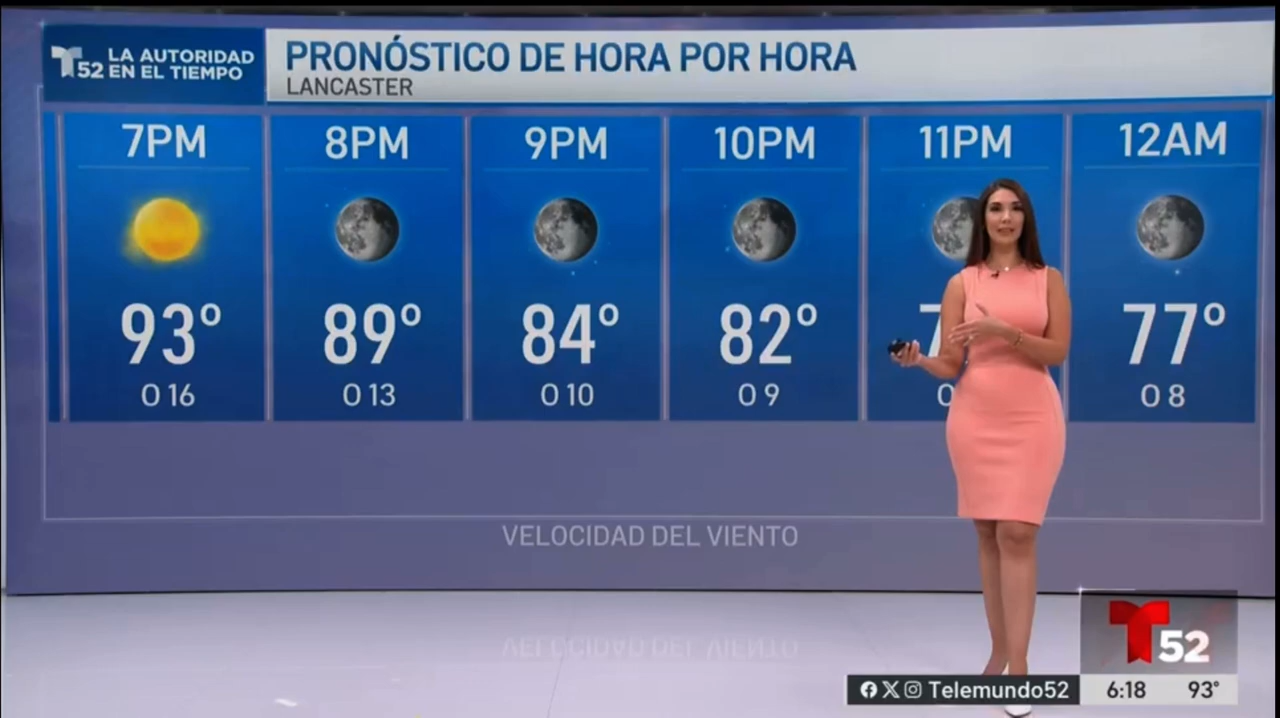 T52 LA AUTORIDAD
EN EL TIEMPO
PRONÓSTICO DE HORA POR HORA
LANCASTER
7PM 8PM 9PM 10PM 11PM 12AM
93° 89° 84° 82° 77°
O 16 O 13 O 10 O 9 O O 8
VELOCIDAD DEL VIENTO
T52
Telemundo52 6:18 93°